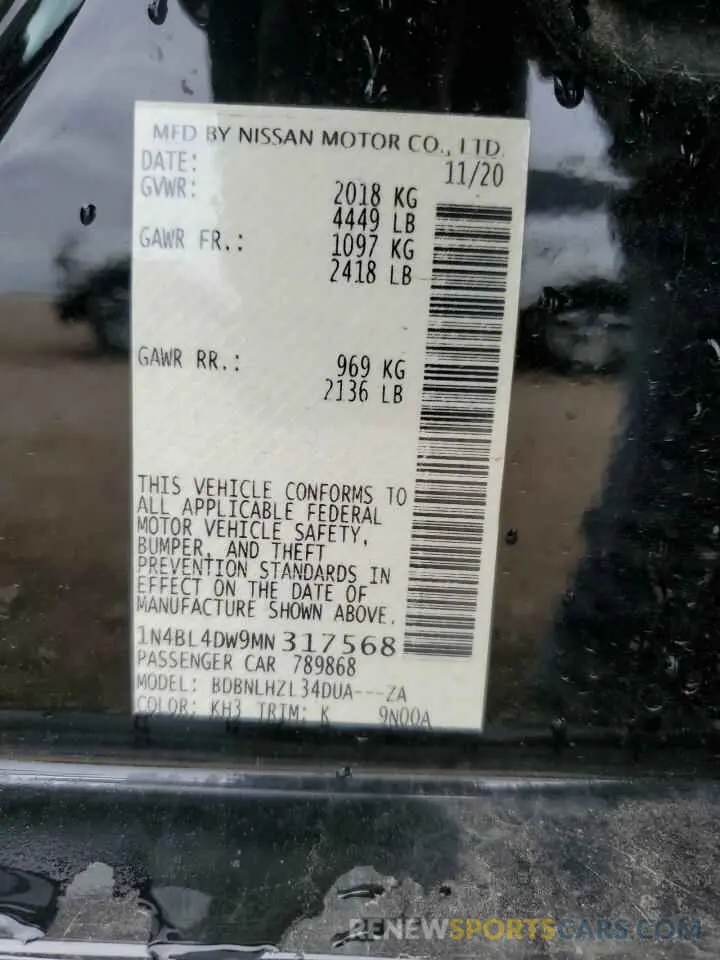 MFD BY NISSAN MOTOR CO., LTD.
DATE: 11/20
GVWR: 2018 KG
4449 LB
GAWR FR.: 1097 KG
2418 LB
GAWR RR.: 969 KG
2136 LB
THIS VEHICLE CONFORMS TO
ALL APPLICABLE FEDERAL
MOTOR VEHICLE SAFETY,
BUMPER, AND THEFT
PREVENTION STANDARDS IN
EFFECT ON THE DATE OF
MANUFACTURE SHOWN ABOVE.
1N4BL4DW9MN317568
PASSENGER CAR 789868
MODEL: BDBNLHZL34DUA---ZA
COLOR: KH3 TRIM: K 9N00A
RENEWSPORTSCARS.COM